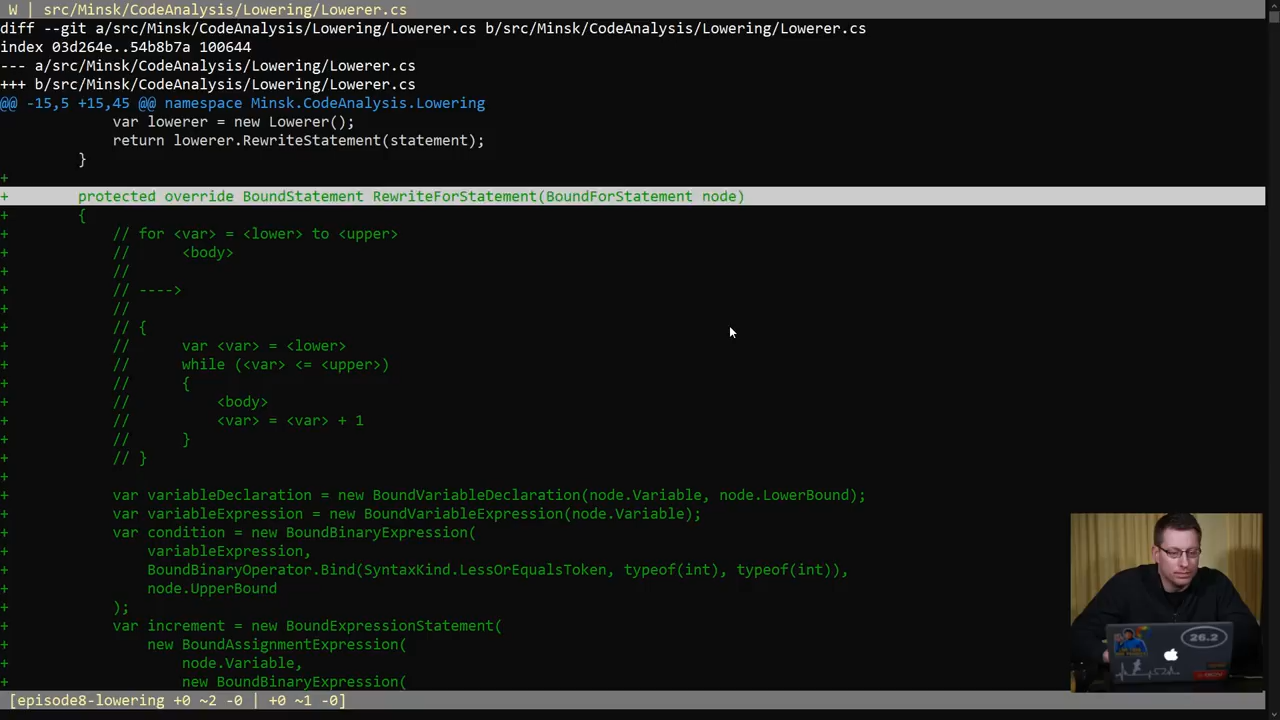 W | src/Minsk/CodeAnalysis/Lowering/Lowerer.cs
diff --git a/src/Minsk/CodeAnalysis/Lowering/Lowerer.cs b/src/Minsk/CodeAnalysis/Lowering/Lowerer.cs
index 03d264e..54b8b7a 100644
--- a/src/Minsk/CodeAnalysis/Lowering/Lowerer.cs
+++ b/src/Minsk/CodeAnalysis/Lowering/Lowerer.cs
@@ -15,5 +15,45 @@ namespace Minsk.CodeAnalysis.Lowering
            var lowerer = new Lowerer();
            return lowerer.RewriteStatement(statement);
        }
+
+        protected override BoundStatement RewriteForStatement(BoundForStatement node)
+        {
+            // for <var> = <lower> to <upper>
+            //      <body>
+            //
+            // ---->
+            //
+            // {
+            //      var <var> = <lower>
+            //      while (<var> <= <upper>)
+            //      {
+            //          <body>
+            //          <var> = <var> + 1
+            //      }
+            // }
+
+            var variableDeclaration = new BoundVariableDeclaration(node.Variable, node.LowerBound);
+            var variableExpression = new BoundVariableExpression(node.Variable);
+            var condition = new BoundBinaryExpression(
+                variableExpression,
+                BoundBinaryOperator.Bind(SyntaxKind.LessOrEqualsToken, typeof(int), typeof(int)),
+                node.UpperBound
+            );
+            var increment = new BoundExpressionStatement(
+                new BoundAssignmentExpression(
+                    node.Variable,
+                    new BoundBinaryExpression(
[episode8-lowering +0 ~2 -0 | +0 ~1 -0]
26.2